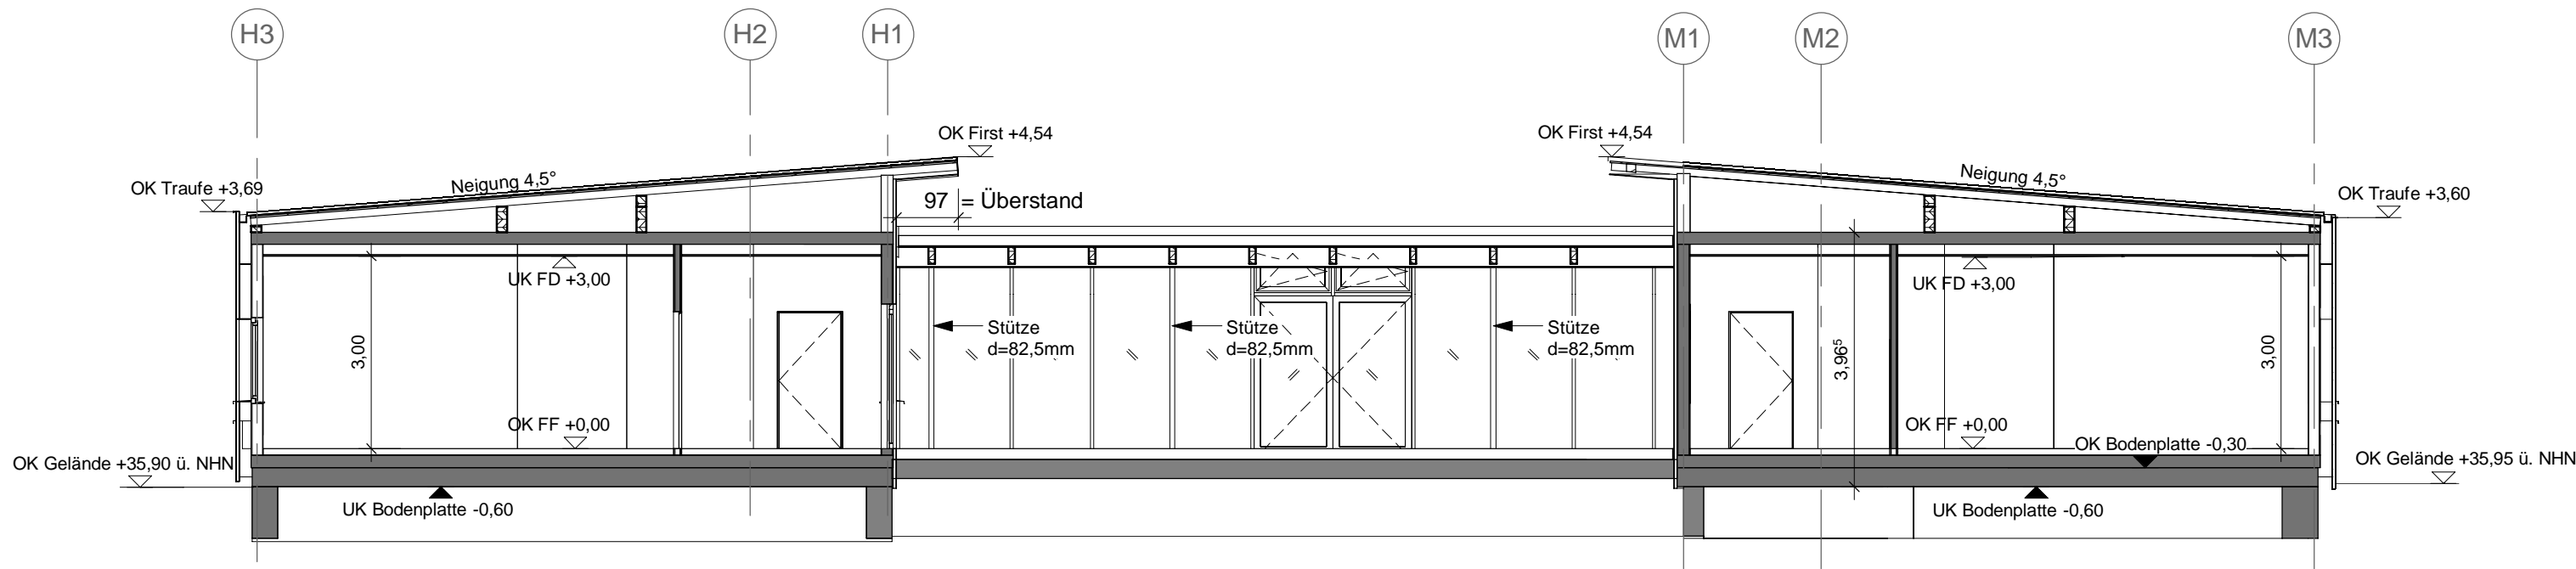 H3
H2
H1
M1
M2
M3
OK First +4,54
OK First +4,54
OK Traufe +3,69
Neigung 4,5°
Neigung 4,5°
OK Traufe +3,60
97 = Überstand
UK FD +3,00
UK FD +3,00
Stütze
d=82,5mm
Stütze
d=82,5mm
Stütze
d=82,5mm
3,00
3,96⁵
3,00
OK FF +0,00
OK FF +0,00
OK Bodenplatte -0,30
OK Gelände +35,90 ü. NHN
OK Gelände +35,95 ü. NHN
UK Bodenplatte -0,60
UK Bodenplatte -0,60